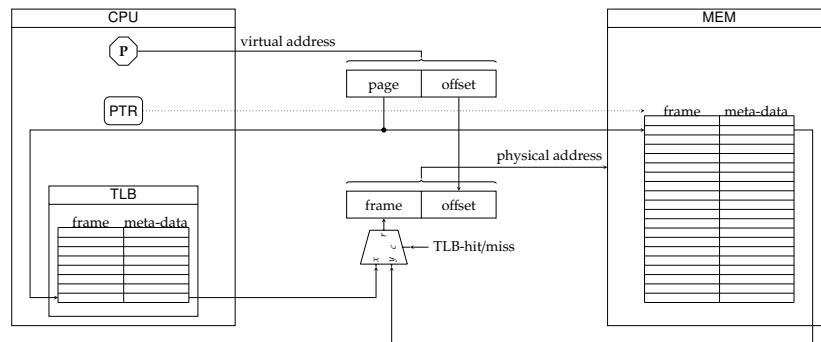 CPU
MEM
P
virtual address
page offset
PTR
frame meta-data
physical address
TLB
frame meta-data
frame offset
r
c
x y
TLB-hit/miss